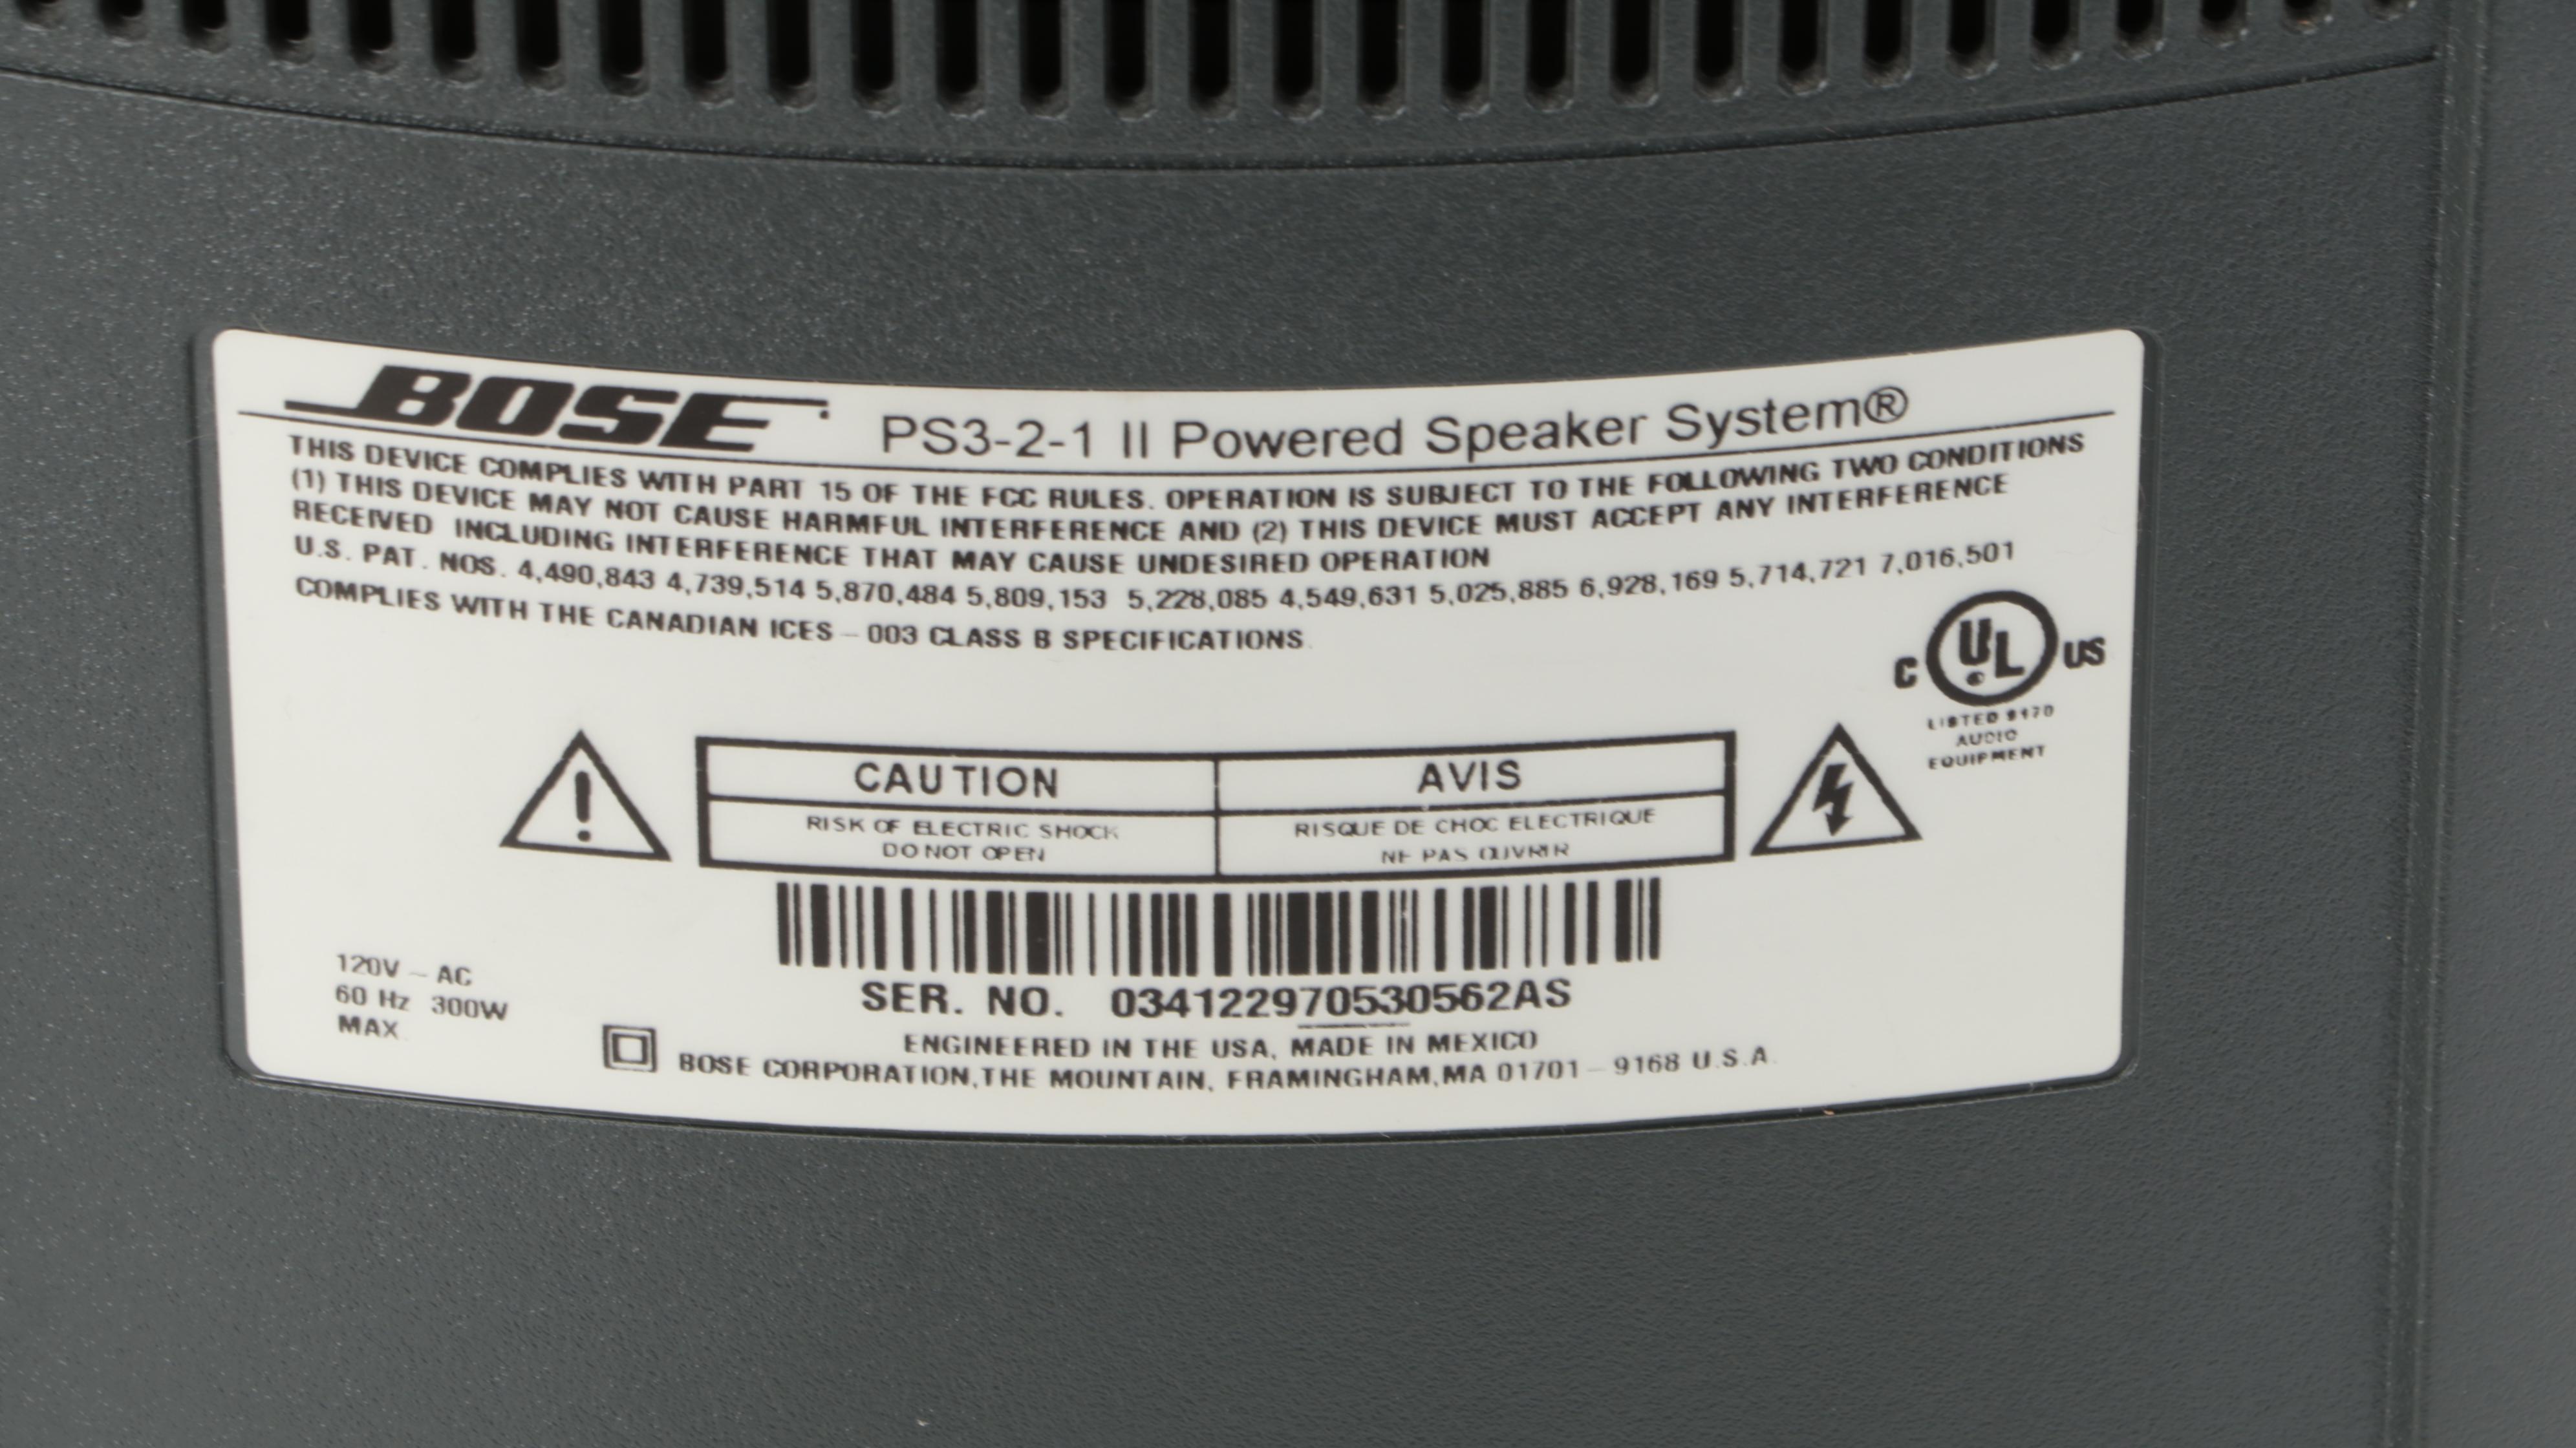 BOSE PS3-2-1 II Powered Speaker System®
THIS DEVICE COMPLIES WITH PART 15 OF THE FCC RULES. OPERATION IS SUBJECT TO THE FOLLOWING TWO CONDITIONS
(1) THIS DEVICE MAY NOT CAUSE HARMFUL INTERFERENCE AND (2) THIS DEVICE MUST ACCEPT ANY INTERFERENCE
RECEIVED INCLUDING INTERFERENCE THAT MAY CAUSE UNDESIRED OPERATION
U.S. PAT. NOS. 4,490,843 4,739,514 5,870,484 5,809,153 5,228,085 4,549,631 5,025,885 6,928,169 5,714,721 7,016,501
COMPLIES WITH THE CANADIAN ICES – 003 CLASS B SPECIFICATIONS.
C UL US
LISTED
AUDIO
EQUIPMENT
CAUTION
RISK OF ELECTRIC SHOCK
DO NOT OPEN
AVIS
RISQUE DE CHOC ELECTRIQUE
NE PAS OUVRIR
120V – AC
60 Hz 300W
MAX.
SER. NO. 034122970530562AS
ENGINEERED IN THE USA, MADE IN MEXICO
BOSE CORPORATION, THE MOUNTAIN, FRAMINGHAM, MA 01701 – 9168 U.S.A.